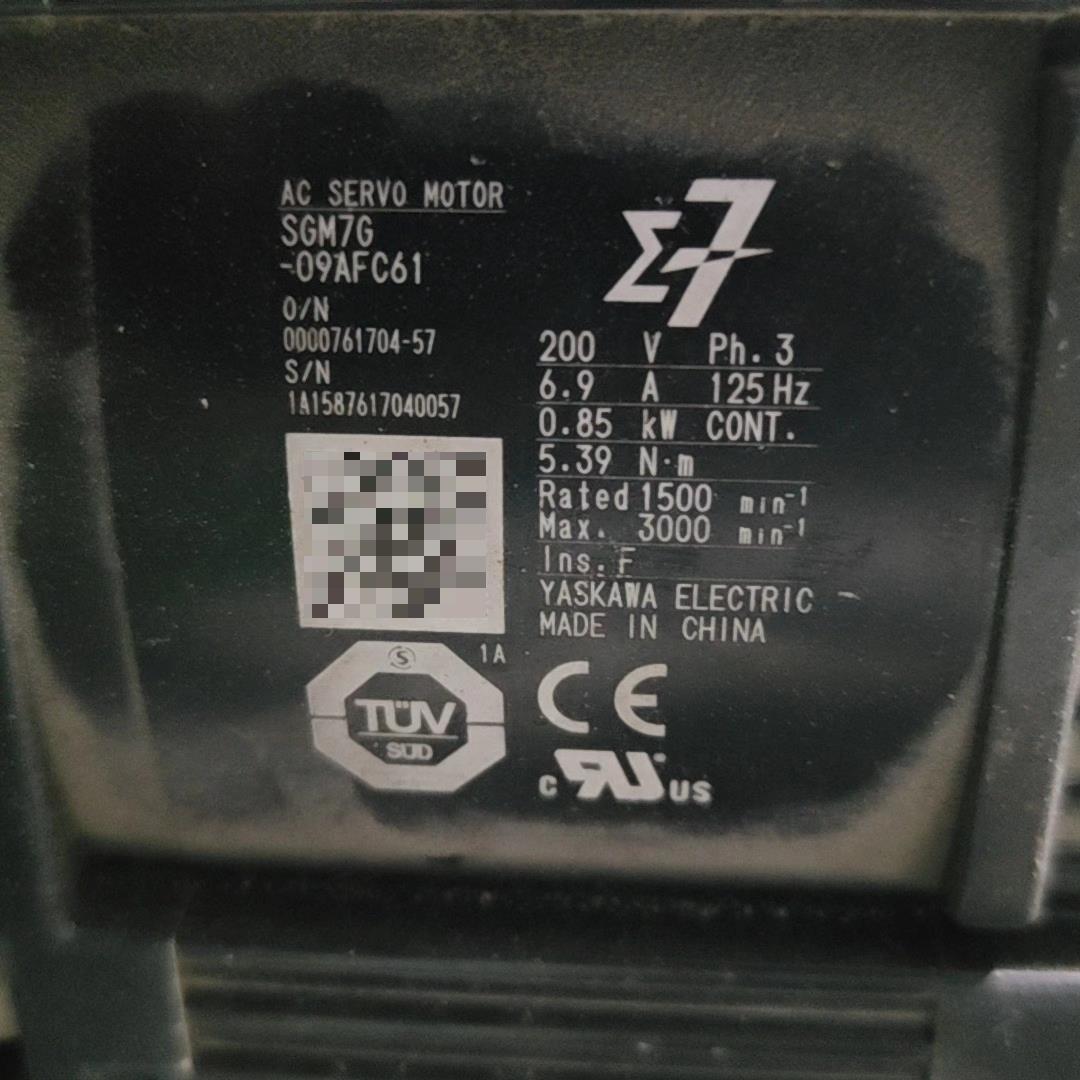 AC SERVO MOTOR
SGM7G
-09AFC61
O/N
0000761704-57
S/N
1A1587617040057
Σ7
200 V Ph. 3
6.9 A 125 Hz
0.85 kW CONT.
5.39 N·m
Rated 1500 min⁻¹
Max. 3000 min⁻¹
Ins. F
YASKAWA ELECTRIC
MADE IN CHINA
1A
S
TÜV
SÜD
CE
c RU US